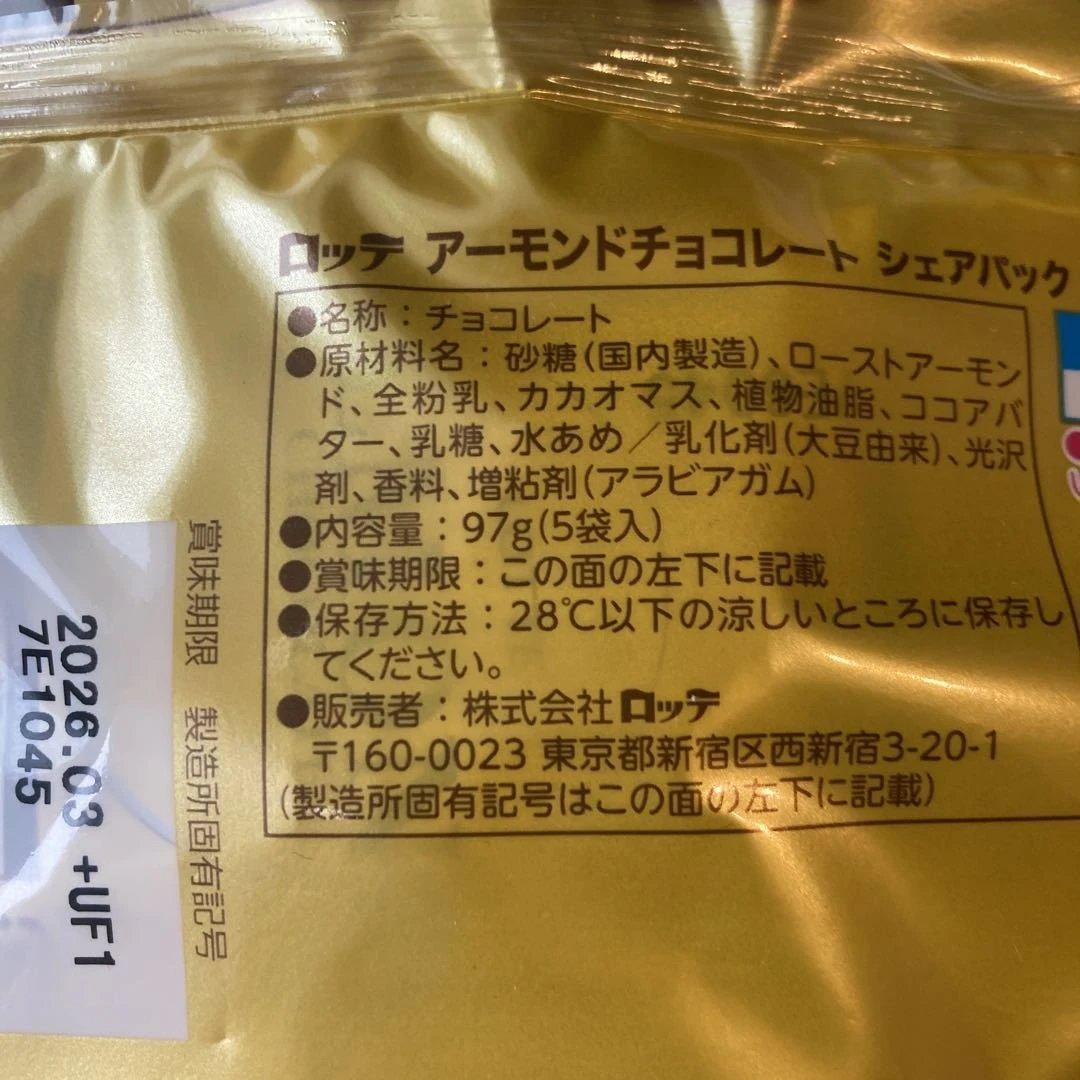 ロッテ アーモンドチョコレート シェアパック
●名称：チョコレート
●原材料名：砂糖(国内製造)、ローストアーモン
ド、全粉乳、カカオマス、植物油脂、ココアバ
ター、乳糖、水あめ／乳化剤(大豆由来)、光沢
剤、香料、増粘剤(アラビアガム)
●内容量：97g(5袋入)
●賞味期限：この面の左下に記載
●保存方法：28℃以下の涼しいところに保存し
てください。
●販売者：株式会社ロッテ
〒160-0023 東京都新宿区西新宿3-20-1
(製造所固有記号はこの面の左下に記載)
賞味期限 製造所固有記号
2026.03 +UF1
7E1045